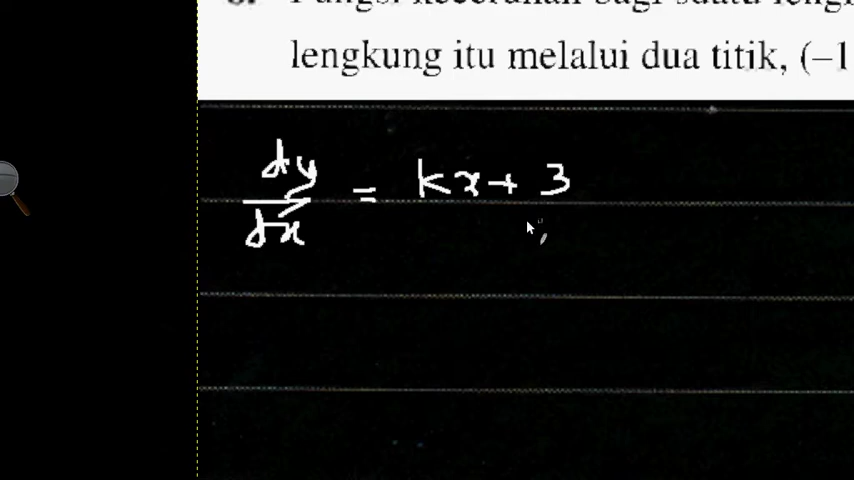 lengkung itu melalui dua titik, (–1
dy/dx = kx + 3